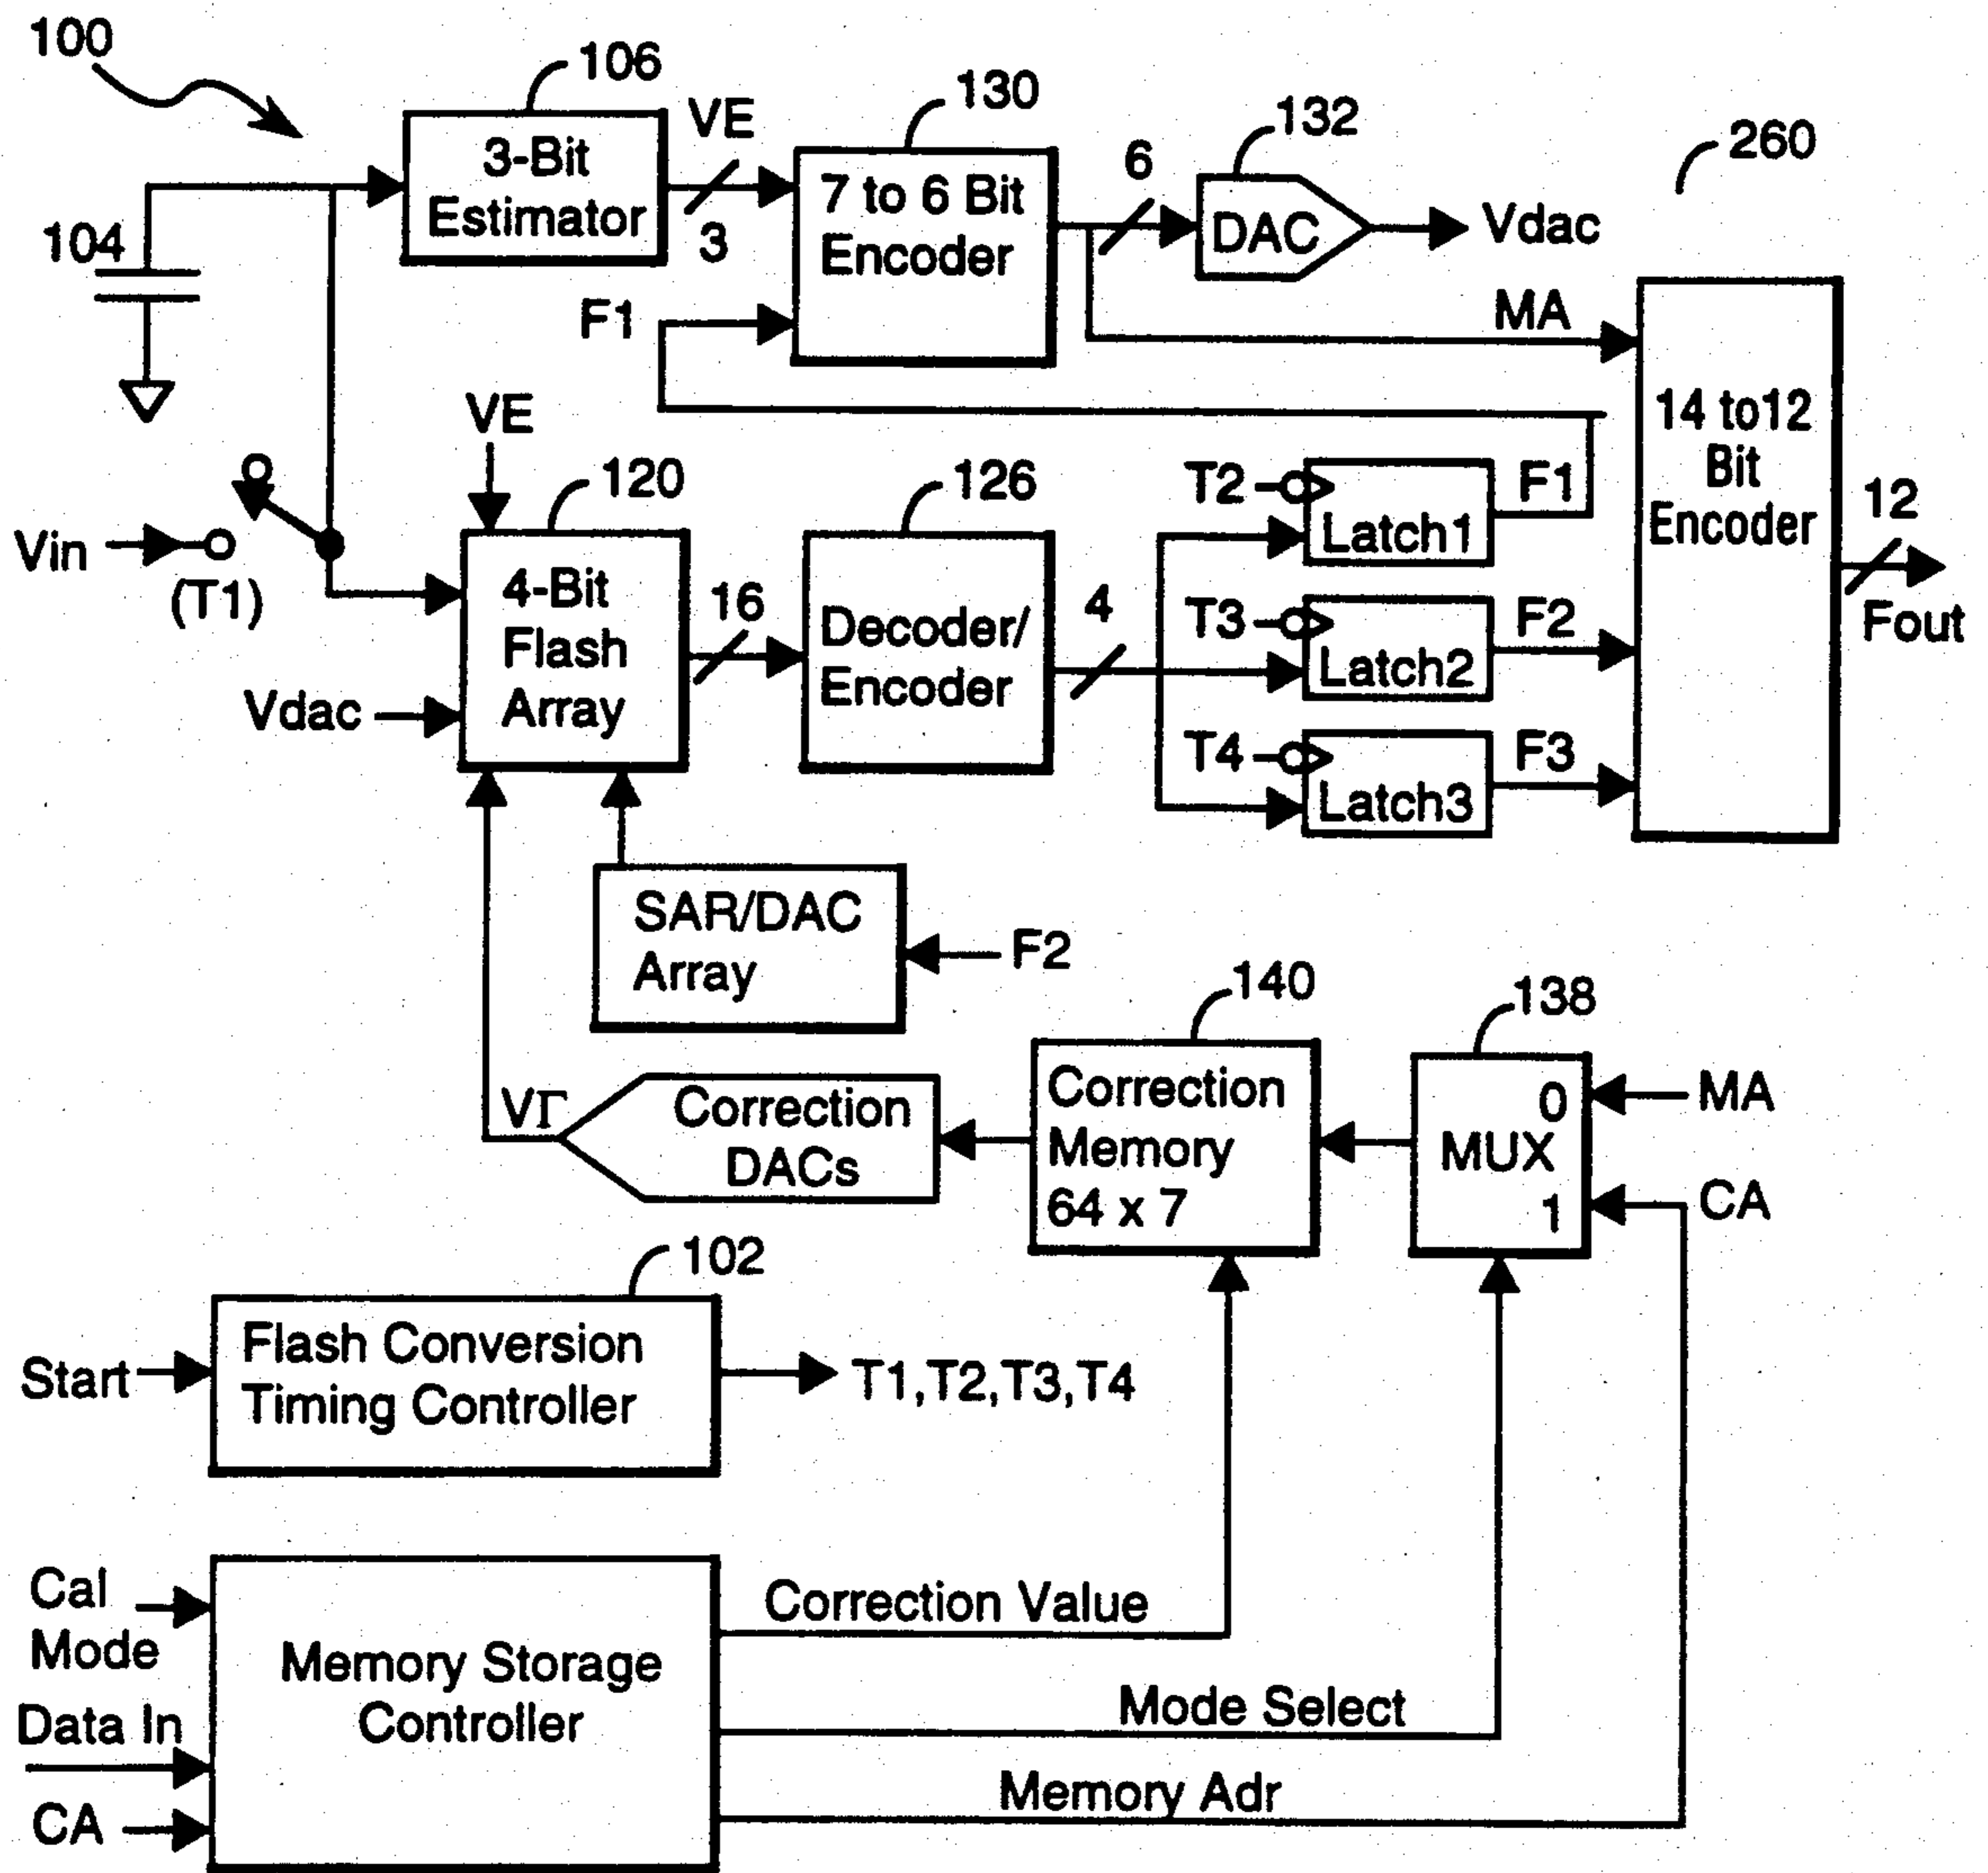 100
106
3-Bit
Estimator
VE
3
130
7 to 6 Bit
Encoder
6
132
DAC
Vdac
260
104
F1
MA
14 to12
Bit
Encoder
12
Fout
VE
Vin
(T1)
120
4-Bit
Flash
Array
Vdac
16
126
Decoder/
Encoder
4
T2
Latch1
F1
T3
Latch2
F2
T4
Latch3
F3
SAR/DAC
Array
F2
VΓ
Correction
DACs
140
Correction
Memory
64 x 7
138
0
MUX
1
MA
CA
102
Start
Flash Conversion
Timing Controller
T1,T2,T3,T4
Cal
Mode
Data In
CA
Memory Storage
Controller
Correction Value
Mode Select
Memory Adr